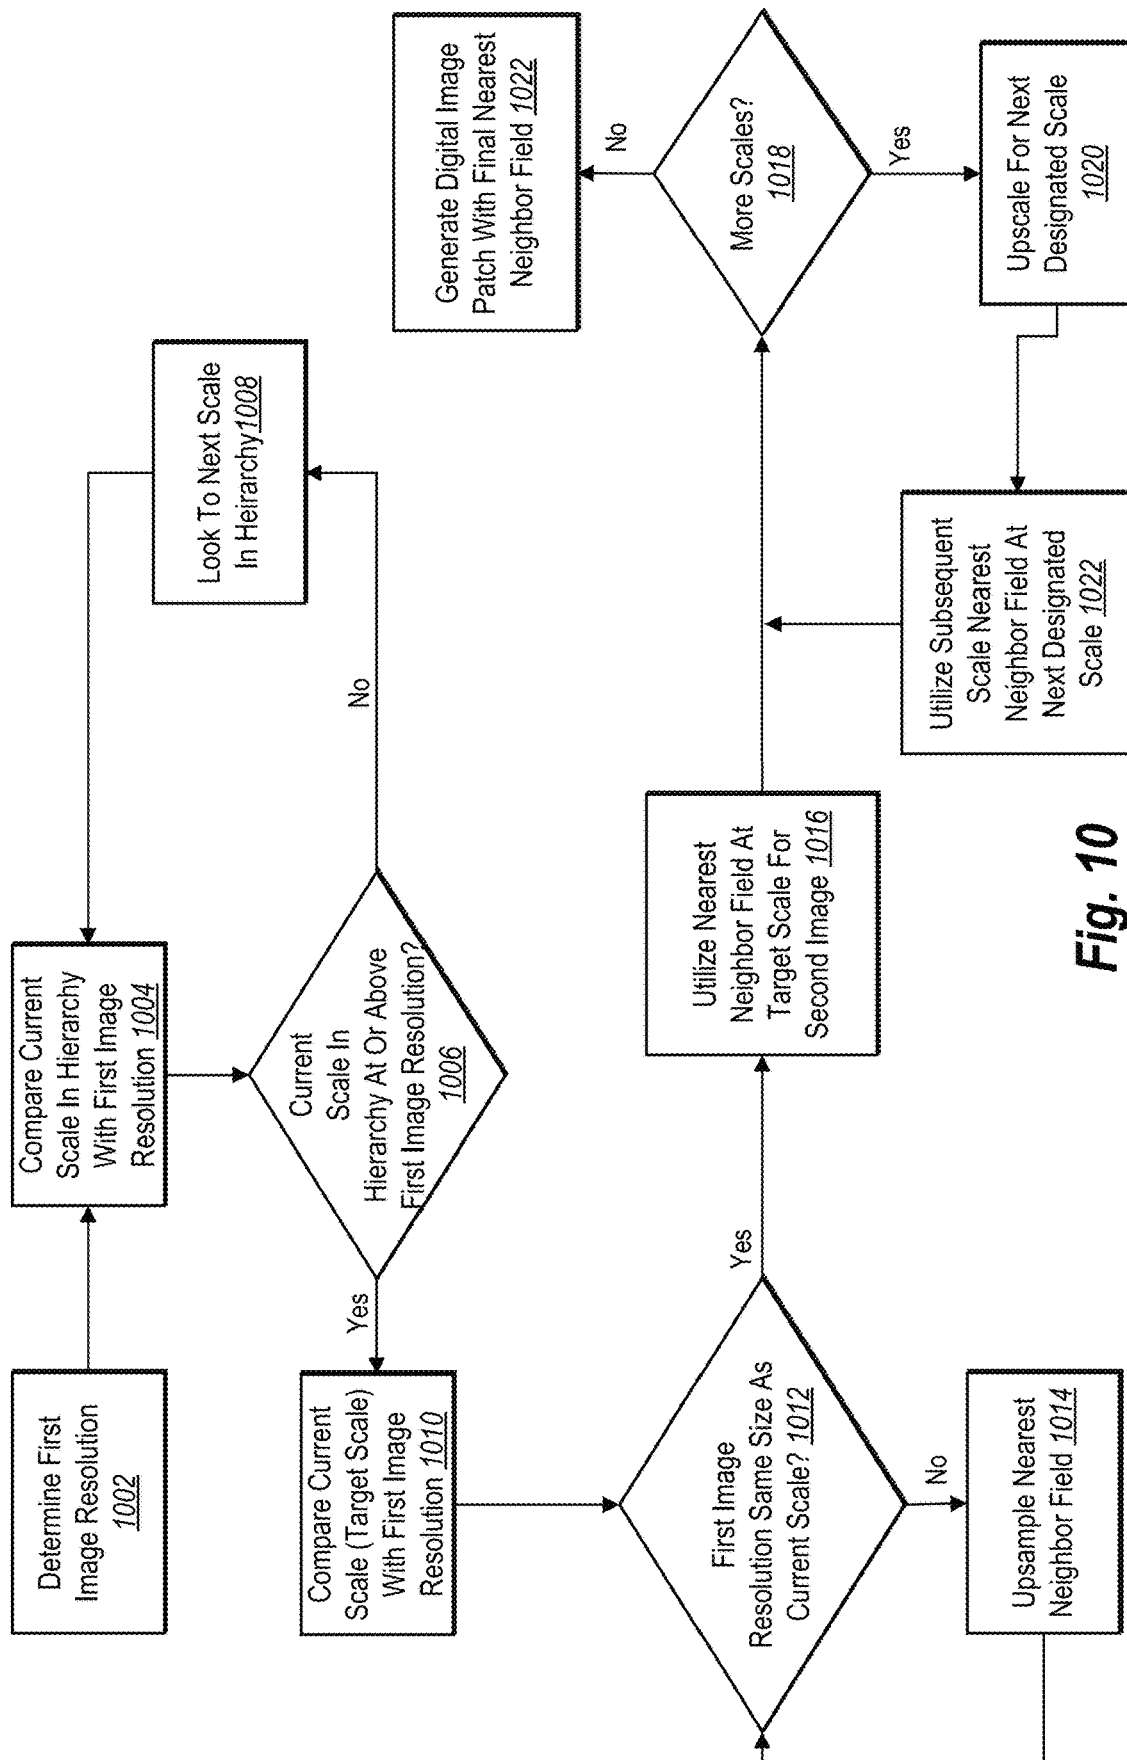 Determine First
Image Resolution
1002
Compare Current
Scale In Hierarchy
With First Image
Resolution 1004
Look To Next Scale
In Heirarchy1008
Current
Scale In
Hierarchy At Or Above
First Image Resolution?
1006
No
Yes
Compare Current
Scale (Target Scale)
With First Image
Resolution 1010
First Image
Resolution Same Size As
Current Scale? 1012
No
Upsample Nearest
Neighbor Field 1014
Yes
Utilize Nearest
Neighbor Field At
Target Scale For
Second Image 1016
More Scales?
1018
No
Generate Digital Image
Patch With Final Nearest
Neighbor Field 1022
Yes
Upscale For Next
Designated Scale
1020
Utilize Subsequent
Scale Nearest
Neighbor Field At
Next Designated
Scale 1022
Fig. 10